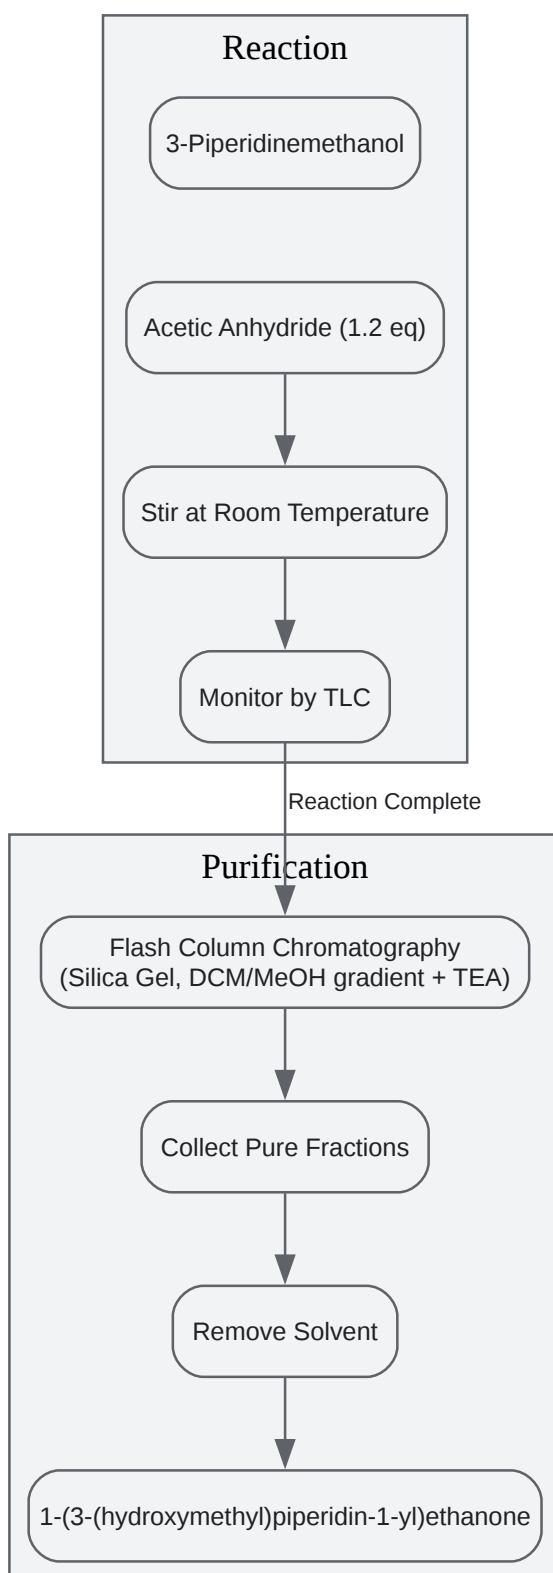 Reaction
3-Piperidinemethanol
Acetic Anhydride (1.2 eq)
Stir at Room Temperature
Monitor by TLC
Reaction Complete
Purification
Flash Column Chromatography
(Silica Gel, DCM/MeOH gradient + TEA)
Collect Pure Fractions
Remove Solvent
1-(3-(hydroxymethyl)piperidin-1-yl)ethanone